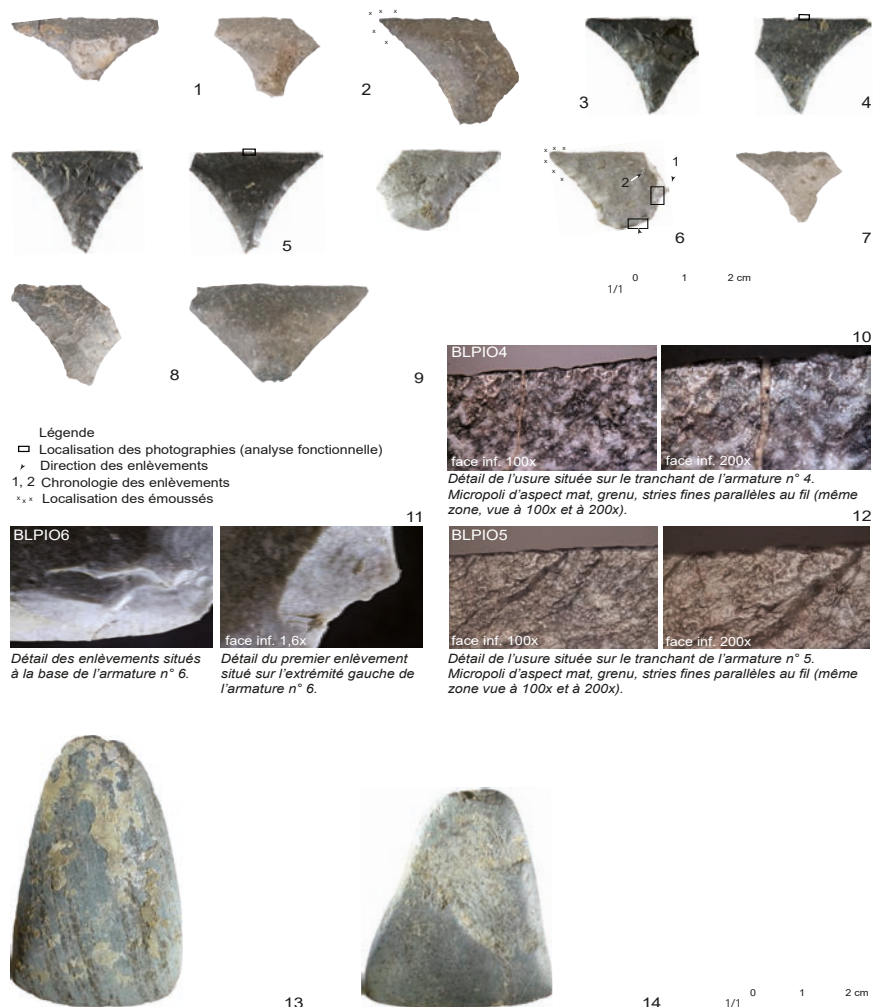 1
2
3
4
5
1
2
6
7
0 1 2 cm
1/1
8
9
10
Légende
Localisation des photographies (analyse fonctionnelle)
Direction des enlèvements
1, 2 Chronologie des enlèvements
x x x Localisation des émoussés
BLPIO4
face inf. 100x
face inf. 200x
Détail de l'usure située sur le tranchant de l'armature n° 4.
Micropoli d'aspect mat, grenu, stries fines parallèles au fil (même
zone, vue à 100x et à 200x).
11
12
BLPIO6
face inf. 1,6x
Détail des enlèvements situés
à la base de l'armature n° 6.
Détail du premier enlèvement
situé sur l'extrémité gauche de
l'armature n° 6.
BLPIO5
face inf. 100x
face inf. 200x
Détail de l'usure située sur le tranchant de l'armature n° 5.
Micropoli d'aspect mat, grenu, stries fines parallèles au fil (même
zone vue à 100x et à 200x).
13
14
1/1
0 1 2 cm